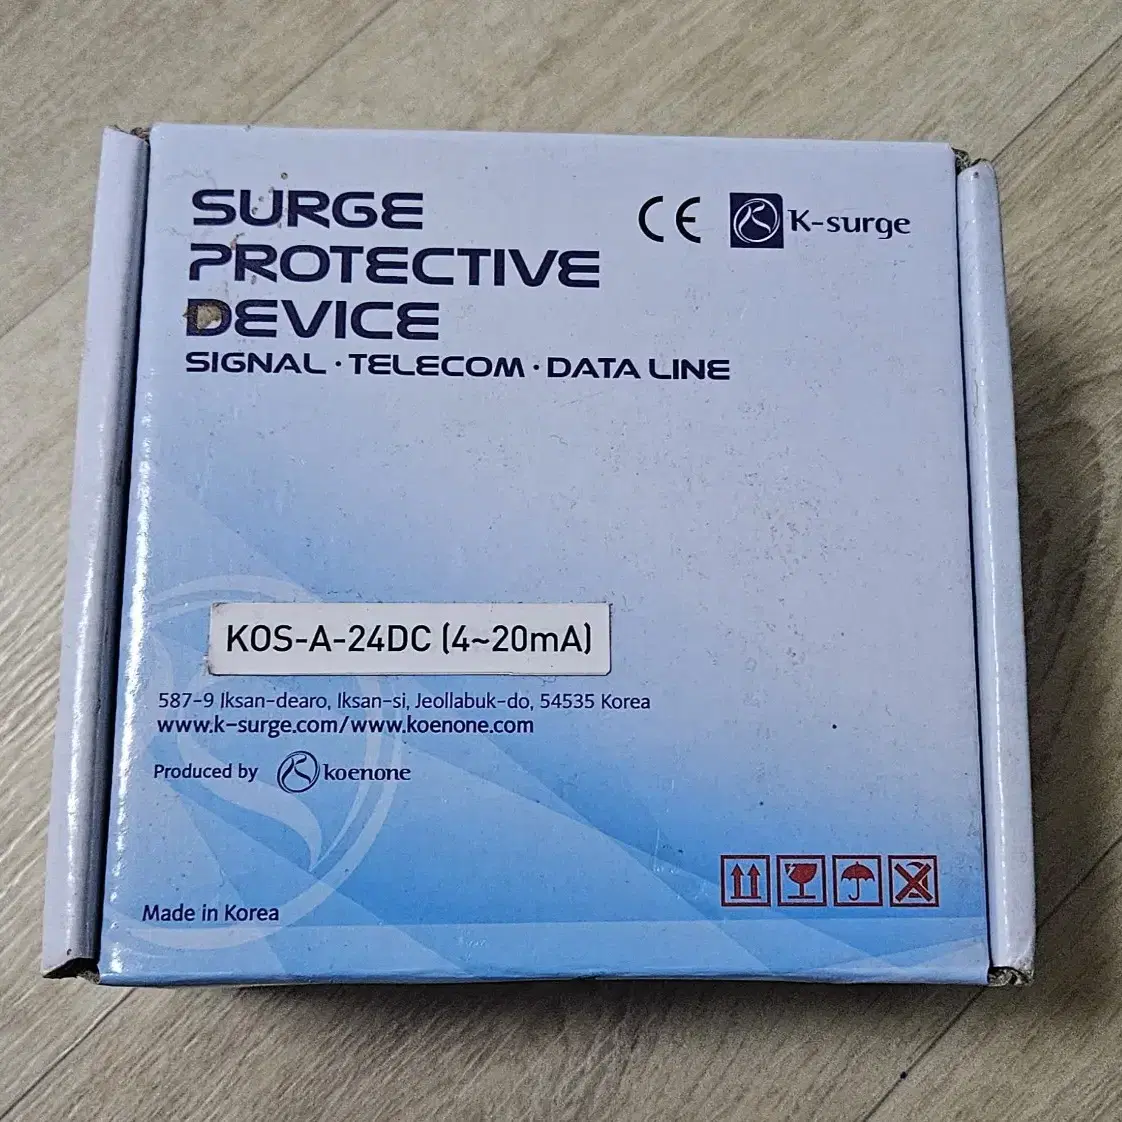 SURGE
PROTECTIVE
DEVICE
SIGNAL · TELECOM · DATA LINE
CE K-surge
KOS-A-24DC (4~20mA)
587-9 Iksan-dearo, Iksan-si, Jeollabuk-do, 54535 Korea
www.k-surge.com/www.koenone.com
Produced by koenone
Made in Korea